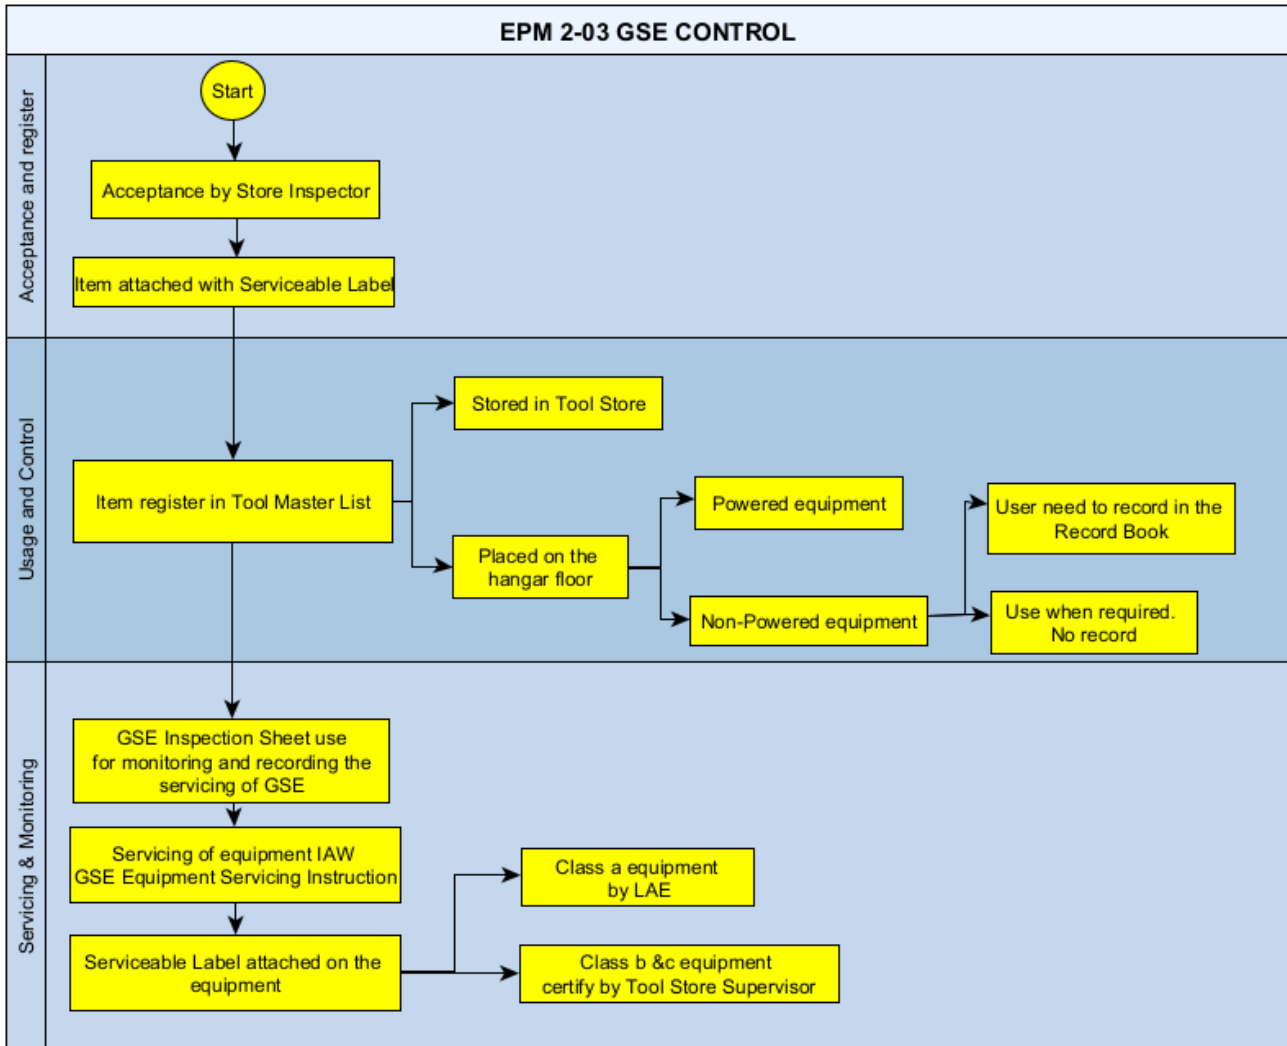 EPM 2-03 GSE CONTROL
Acceptance and register
Start
Acceptance by Store Inspector
Item attached with Serviceable Label
Usage and Control
Stored in Tool Store
Item register in Tool Master List
Powered equipment
User need to record in the
Record Book
Placed on the
hangar floor
Non-Powered equipment
Use when required.
No record
Servicing & Monitoring
GSE Inspection Sheet use
for monitoring and recording the
servicing of GSE
Servicing of equipment IAW
GSE Equipment Servicing Instruction
Class a equipment
by LAE
Serviceable Label attached on the
equipment
Class b &c equipment
certify by Tool Store Supervisor